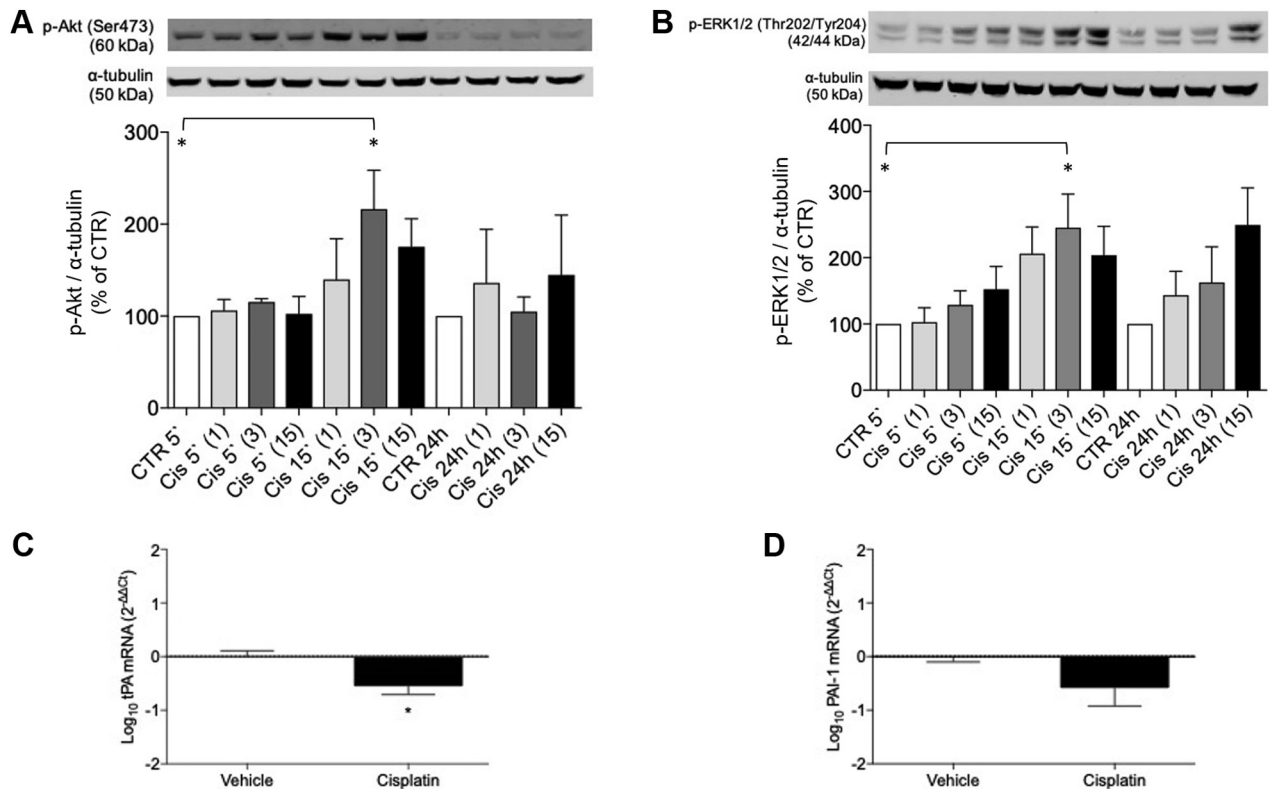 A
p-Akt (Ser473)
(60 kDa)
α-tubulin
(50 kDa)
p-Akt / α-tubulin
(% of CTR)
300
200
100
0
*
*
CTR 5`
Cis 5` (1)
Cis 5` (3)
Cis 5` (15)
Cis 15` (1)
Cis 15` (3)
Cis 15` (15)
CTR 24h
Cis 24h (1)
Cis 24h (3)
Cis 24h (15)
B
p-ERK1/2 (Thr202/Tyr204)
(42/44 kDa)
α-tubulin
(50 kDa)
p-ERK1/2 / α-tubulin
(% of CTR)
400
300
200
100
0
*
*
CTR 5`
Cis 5` (1)
Cis 5` (3)
Cis 5` (15)
Cis 15` (1)
Cis 15` (3)
Cis 15` (15)
CTR 24h
Cis 24h (1)
Cis 24h (3)
Cis 24h (15)
C
Log10 tPA mRNA (2-ΔΔCt)
2
1
0
-1
-2
*
Vehicle
Cisplatin
D
Log10 PAI-1 mRNA (2-ΔΔCt)
2
1
0
-1
-2
Vehicle
Cisplatin